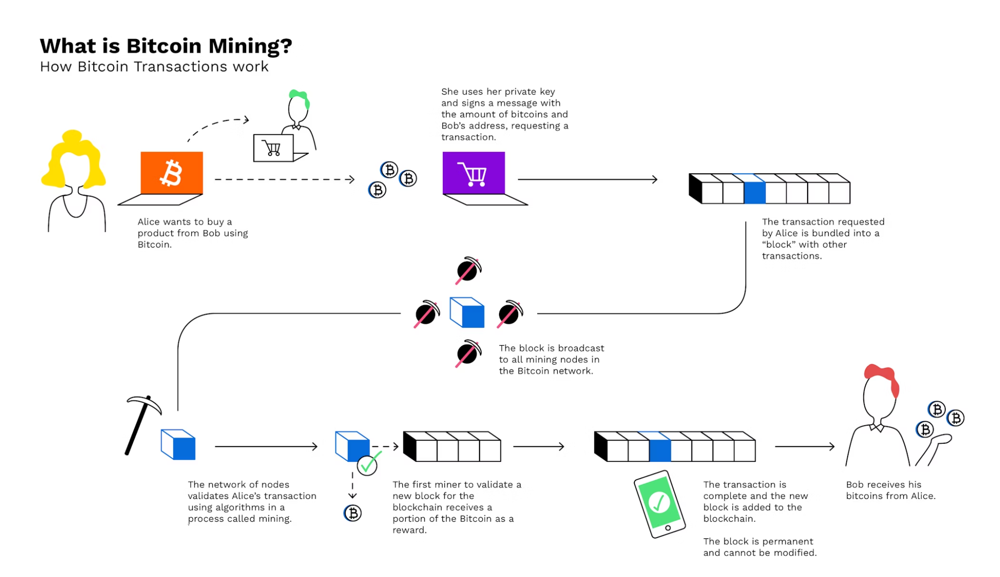 What is Bitcoin Mining?
How Bitcoin Transactions work
She uses her private key
and signs a message with
the amount of bitcoins and
Bob’s address, requesting a
transaction.
Alice wants to buy a
product from Bob using
Bitcoin.
The transaction requested
by Alice is bundled into a
“block” with other
transactions.
The block is broadcast
to all mining nodes in
the Bitcoin network.
The network of nodes
validates Alice’s transaction
using algorithms in a
process called mining.
The first miner to validate a
new block for the
blockchain receives a
portion of the Bitcoin as a
reward.
The transaction is
complete and the new
block is added to the
blockchain.
The block is permanent
and cannot be modified.
Bob receives his
bitcoins from Alice.